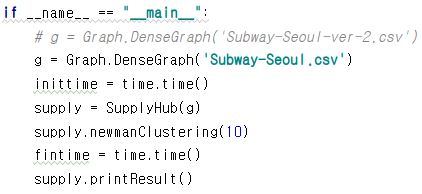 if __name__ == "__main__":
    # g = Graph.DenseGraph('Subway-Seoul-ver-2.csv')
    g = Graph.DenseGraph('Subway-Seoul.csv')
    inittime = time.time()
    supply = SupplyHub(g)
    supply.newmanClustering(10)
    fintime = time.time()
    supply.printResult()